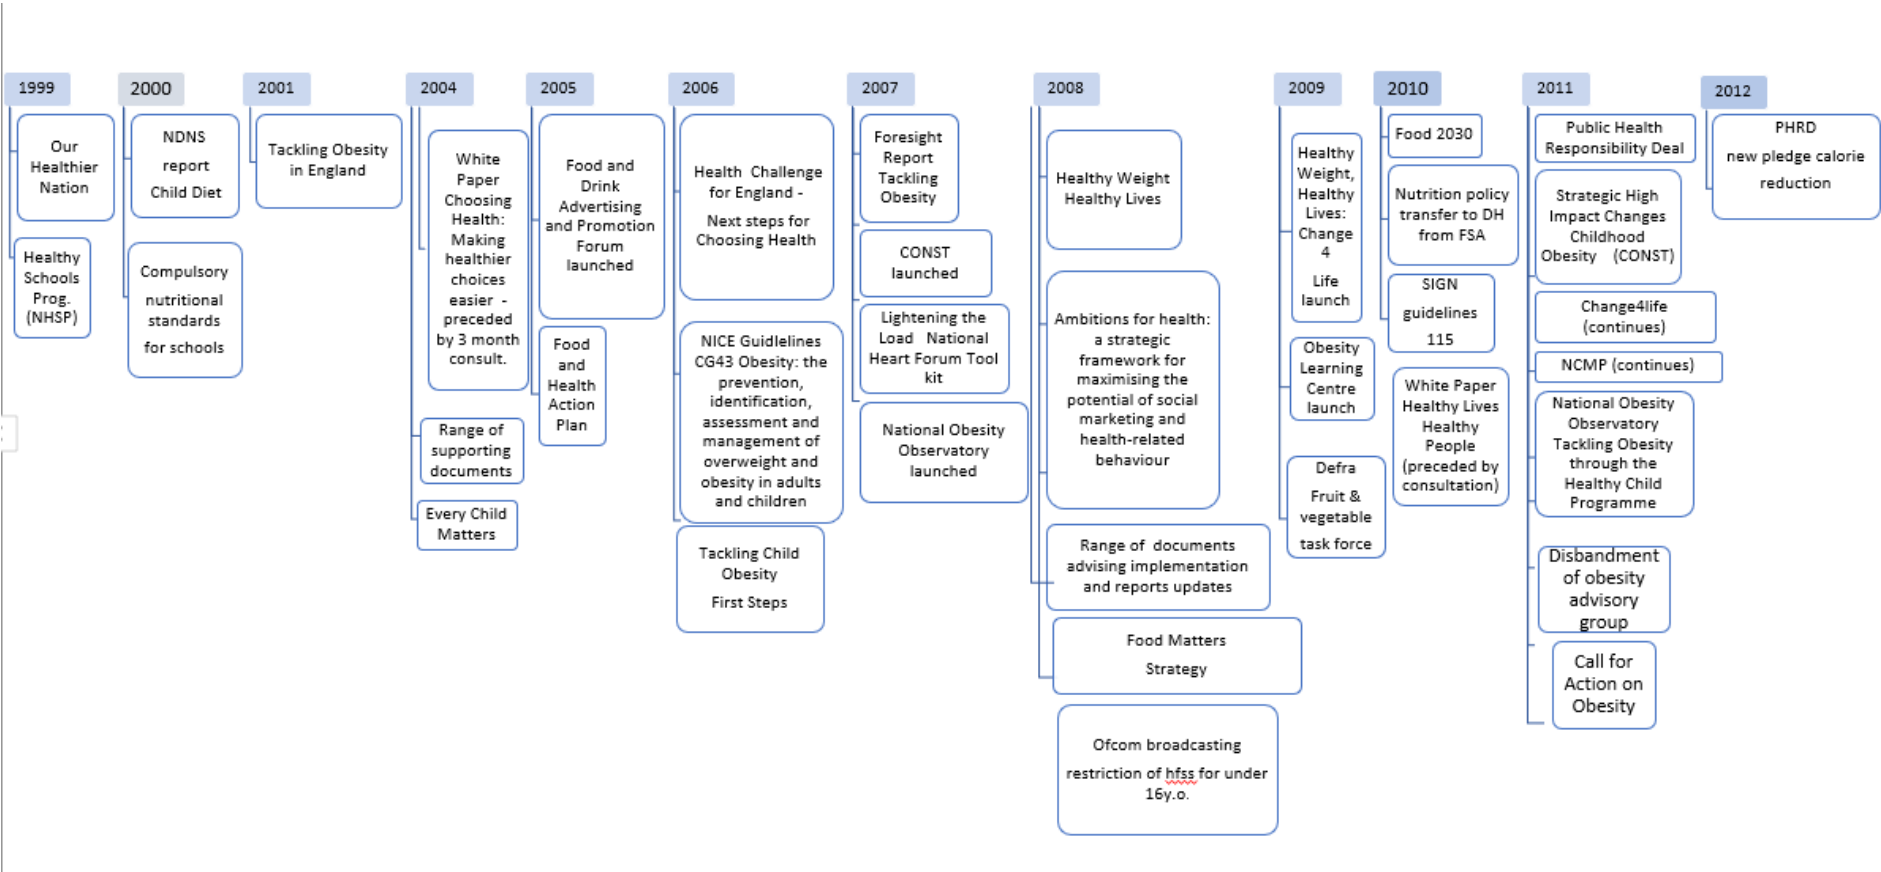 1999
Our
Healthier
Nation
Healthy
Schools
Prog.
(NHSP)
2000
NDNS
report
Child Diet
Compulsory
nutritional
standards
for schools
2001
Tackling Obesity
in England
2004
White
Paper
Choosing
Health:
Making
healthier
choices
easier -
preceded
by 3 month
consult.
Range of
supporting
documents
Every Child
Matters
2005
Food and
Drink
Advertising
and Promotion
Forum
launched
Food
and
Health
Action
Plan
2006
Health Challenge
for England -
Next steps for
Choosing Health
NICE Guidlelines
CG43 Obesity: the
prevention,
identification,
assessment and
management of
overweight and
obesity in adults
and children
Tackling Child
Obesity
First Steps
2007
Foresight
Report
Tackling
Obesity
CONST
launched
Lightening the
Load National
Heart Forum Tool
kit
National Obesity
Observatory
launched
2008
Healthy Weight
Healthy Lives
Ambitions for health:
a strategic
framework for
maximising the
potential of social
marketing and
health-related
behaviour
Range of documents
advising implementation
and reports updates
Food Matters
Strategy
Ofcom broadcasting
restriction of hfss for under
16y.o.
2009
Healthy
Weight,
Healthy
Lives:
Change
4
Life
launch
Obesity
Learning
Centre
launch
Defra
Fruit &
vegetable
task force
2010
Food 2030
Nutrition policy
transfer to DH
from FSA
SIGN
guidelines
115
White Paper
Healthy Lives
Healthy
People
(preceded by
consultation)
2011
Public Health
Responsibility Deal
Strategic High
Impact Changes
Childhood
Obesity (CONST)
Change4life
(continues)
NCMP (continues)
National Obesity
Observatory
Tackling Obesity
through the
Healthy Child
Programme
Disbandment
of obesity
advisory
group
Call for
Action on
Obesity
2012
PHRD
new pledge calorie
reduction